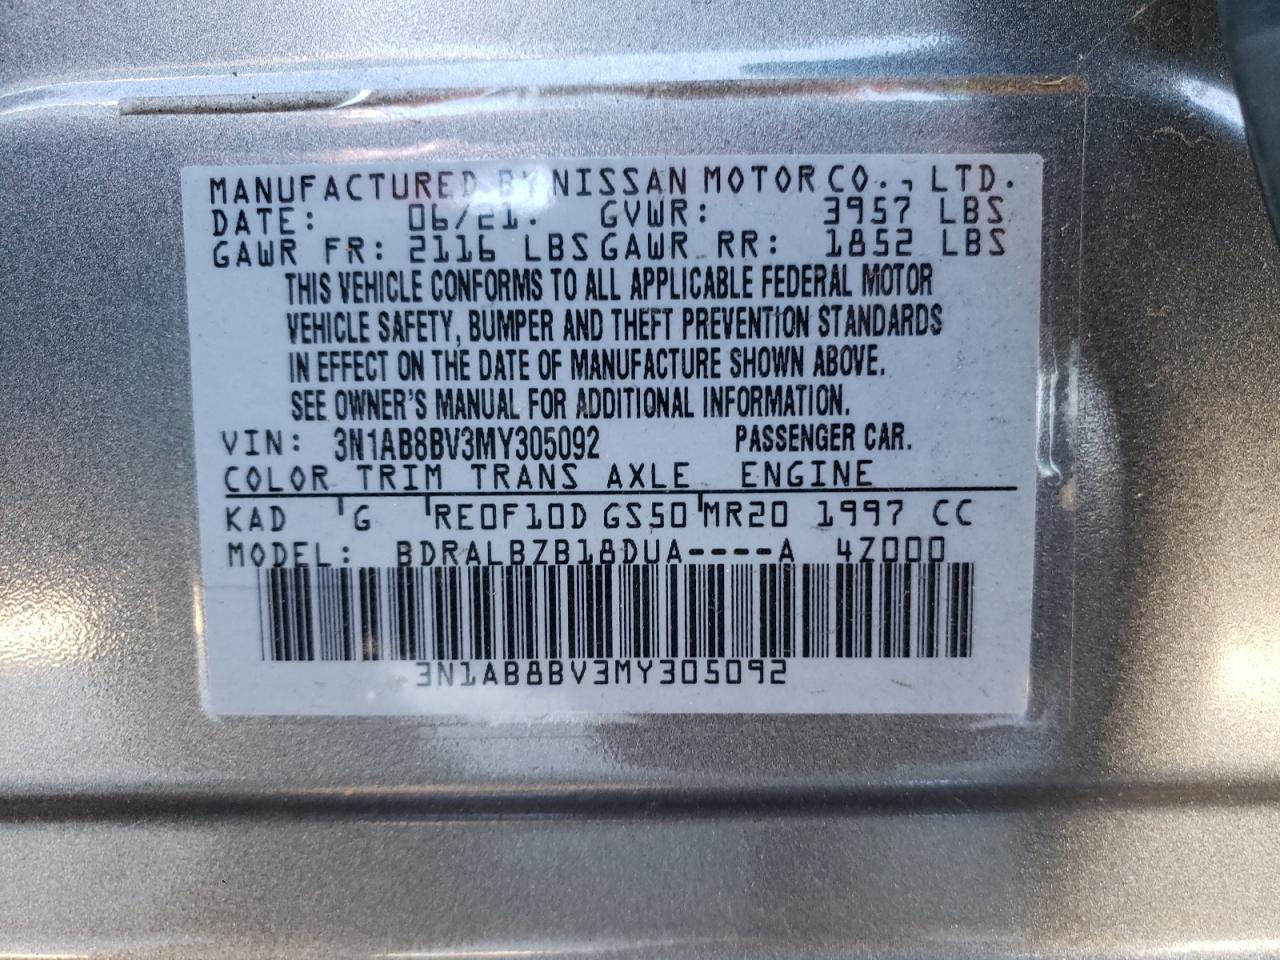 MANUFACTURED BY NISSAN MOTOR CO., LTD.
DATE: 06/21. GVWR: 3957 LBS
GAWR FR: 2116 LBS GAWR RR: 1852 LBS
THIS VEHICLE CONFORMS TO ALL APPLICABLE FEDERAL MOTOR
VEHICLE SAFETY, BUMPER AND THEFT PREVENTION STANDARDS
IN EFFECT ON THE DATE OF MANUFACTURE SHOWN ABOVE.
SEE OWNER'S MANUAL FOR ADDITIONAL INFORMATION.
VIN: 3N1AB8BV3MY305092 PASSENGER CAR.
COLOR TRIM TRANS AXLE ENGINE
KAD G RE0F10D GS50 MR20 1997 CC
MODEL: BDRALBZB18DUA----A 4Z000
3N1AB8BV3MY305092